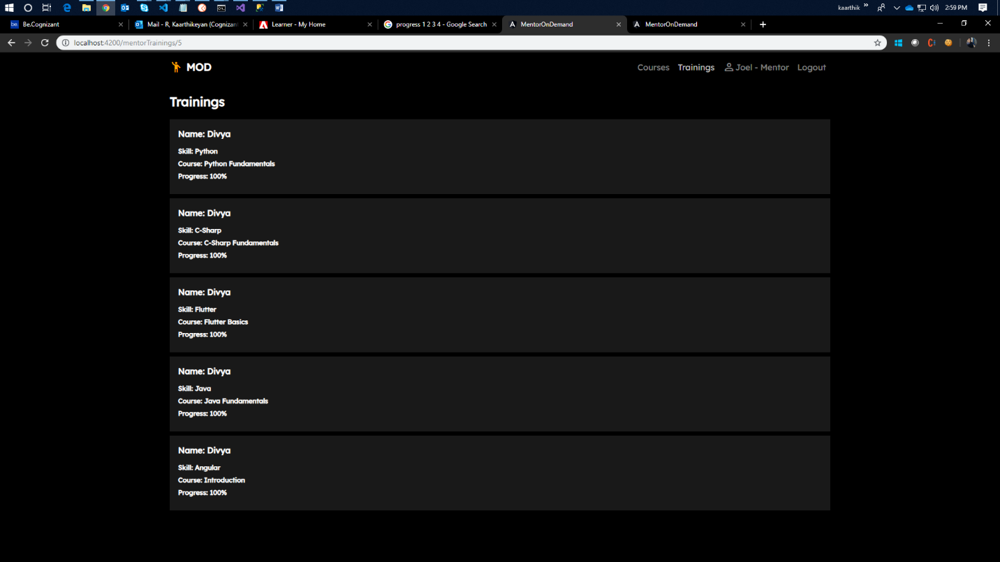 kaarthik
2:59 PM
Be.Cognizant
Mail - R, Kaarthikeyan (Cognizant
Learner - My Home
progress 1 2 3 4 - Google Search
MentorOnDemand
MentorOnDemand
localhost:4200/mentorTrainings/5
MOD
Courses
Trainings
Joel - Mentor
Logout
Trainings
Name: Divya
Skill: Python
Course: Python Fundamentals
Progress: 100%
Name: Divya
Skill: C-Sharp
Course: C-Sharp Fundamentals
Progress: 100%
Name: Divya
Skill: Flutter
Course: Flutter Basics
Progress: 100%
Name: Divya
Skill: Java
Course: Java Fundamentals
Progress: 100%
Name: Divya
Skill: Angular
Course: Introduction
Progress: 100%